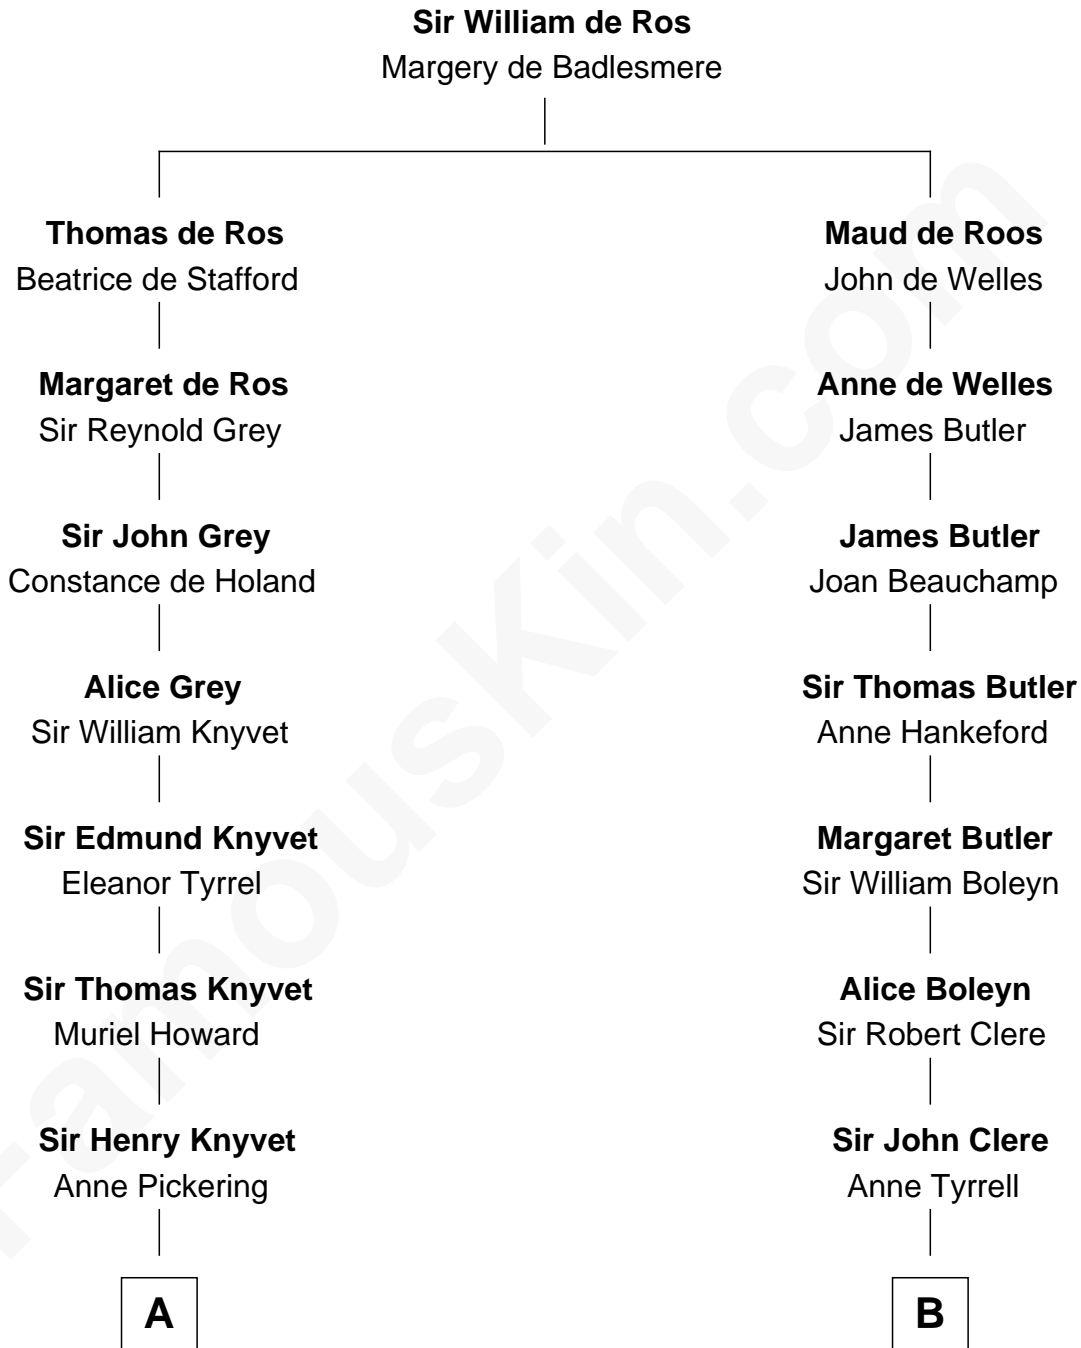 Sir William de Ros
Margery de Badlesmere
Thomas de Ros
Beatrice de Stafford
Margaret de Ros
Sir Reynold Grey
Sir John Grey
Constance de Holand
Alice Grey
Sir William Knyvet
Sir Edmund Knyvet
Eleanor Tyrrel
Sir Thomas Knyvet
Muriel Howard
Sir Henry Knyvet
Anne Pickering
A
Maud de Roos
John de Welles
Anne de Welles
James Butler
James Butler
Joan Beauchamp
Sir Thomas Butler
Anne Hankeford
Margaret Butler
Sir William Boleyn
Alice Boleyn
Sir Robert Clere
Sir John Clere
Anne Tyrrell
B
FamousKin.com